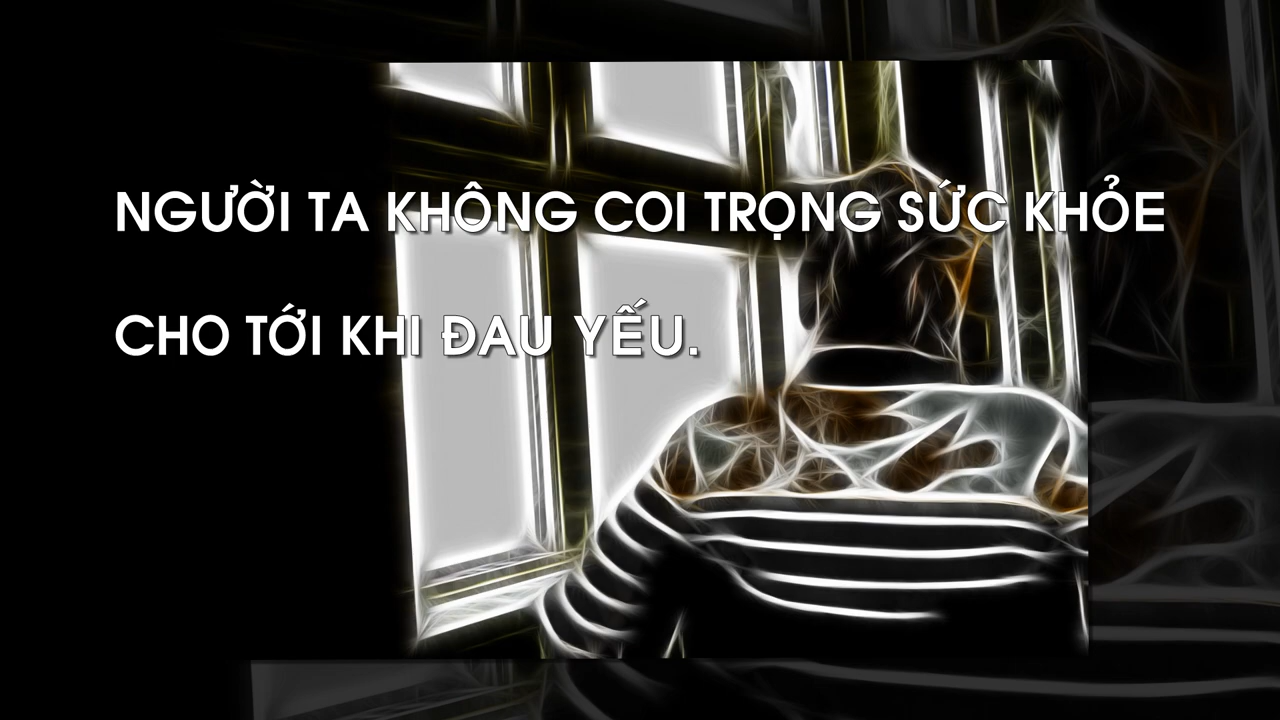 NGƯỜI TA KHÔNG COI TRỌNG SỨC KHỎE
CHO TỚI KHI ĐAU YẾU.